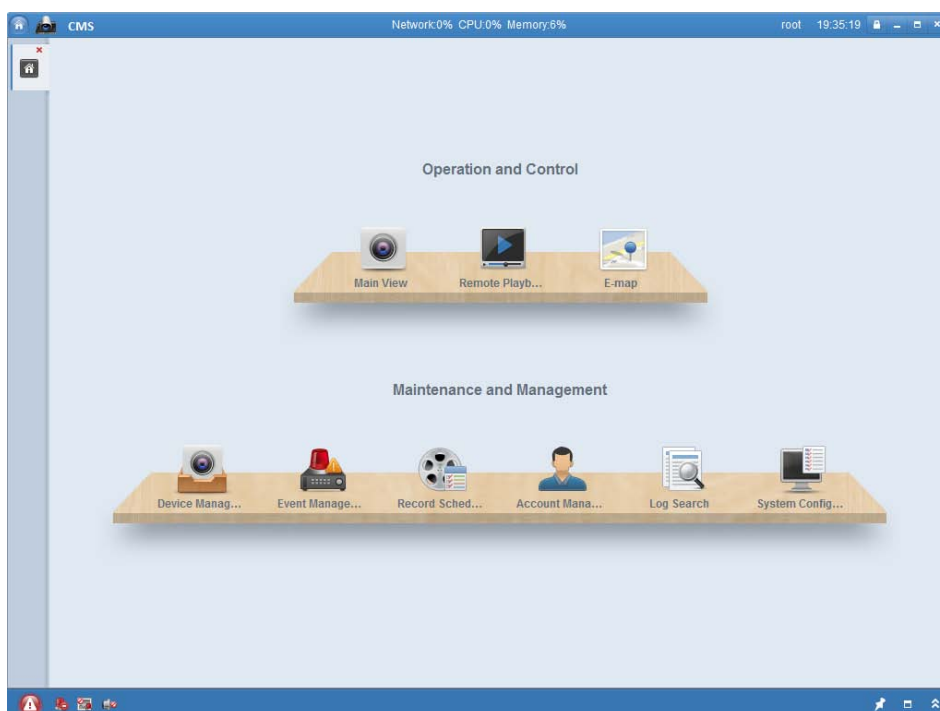 CMS
Network:0% CPU:0% Memory:6%
root 19:35:19
Operation and Control
Main View
Remote Playb...
E-map
Maintenance and Management
Device Manag...
Event Manage...
Record Sched...
Account Mana...
Log Search
System Config...